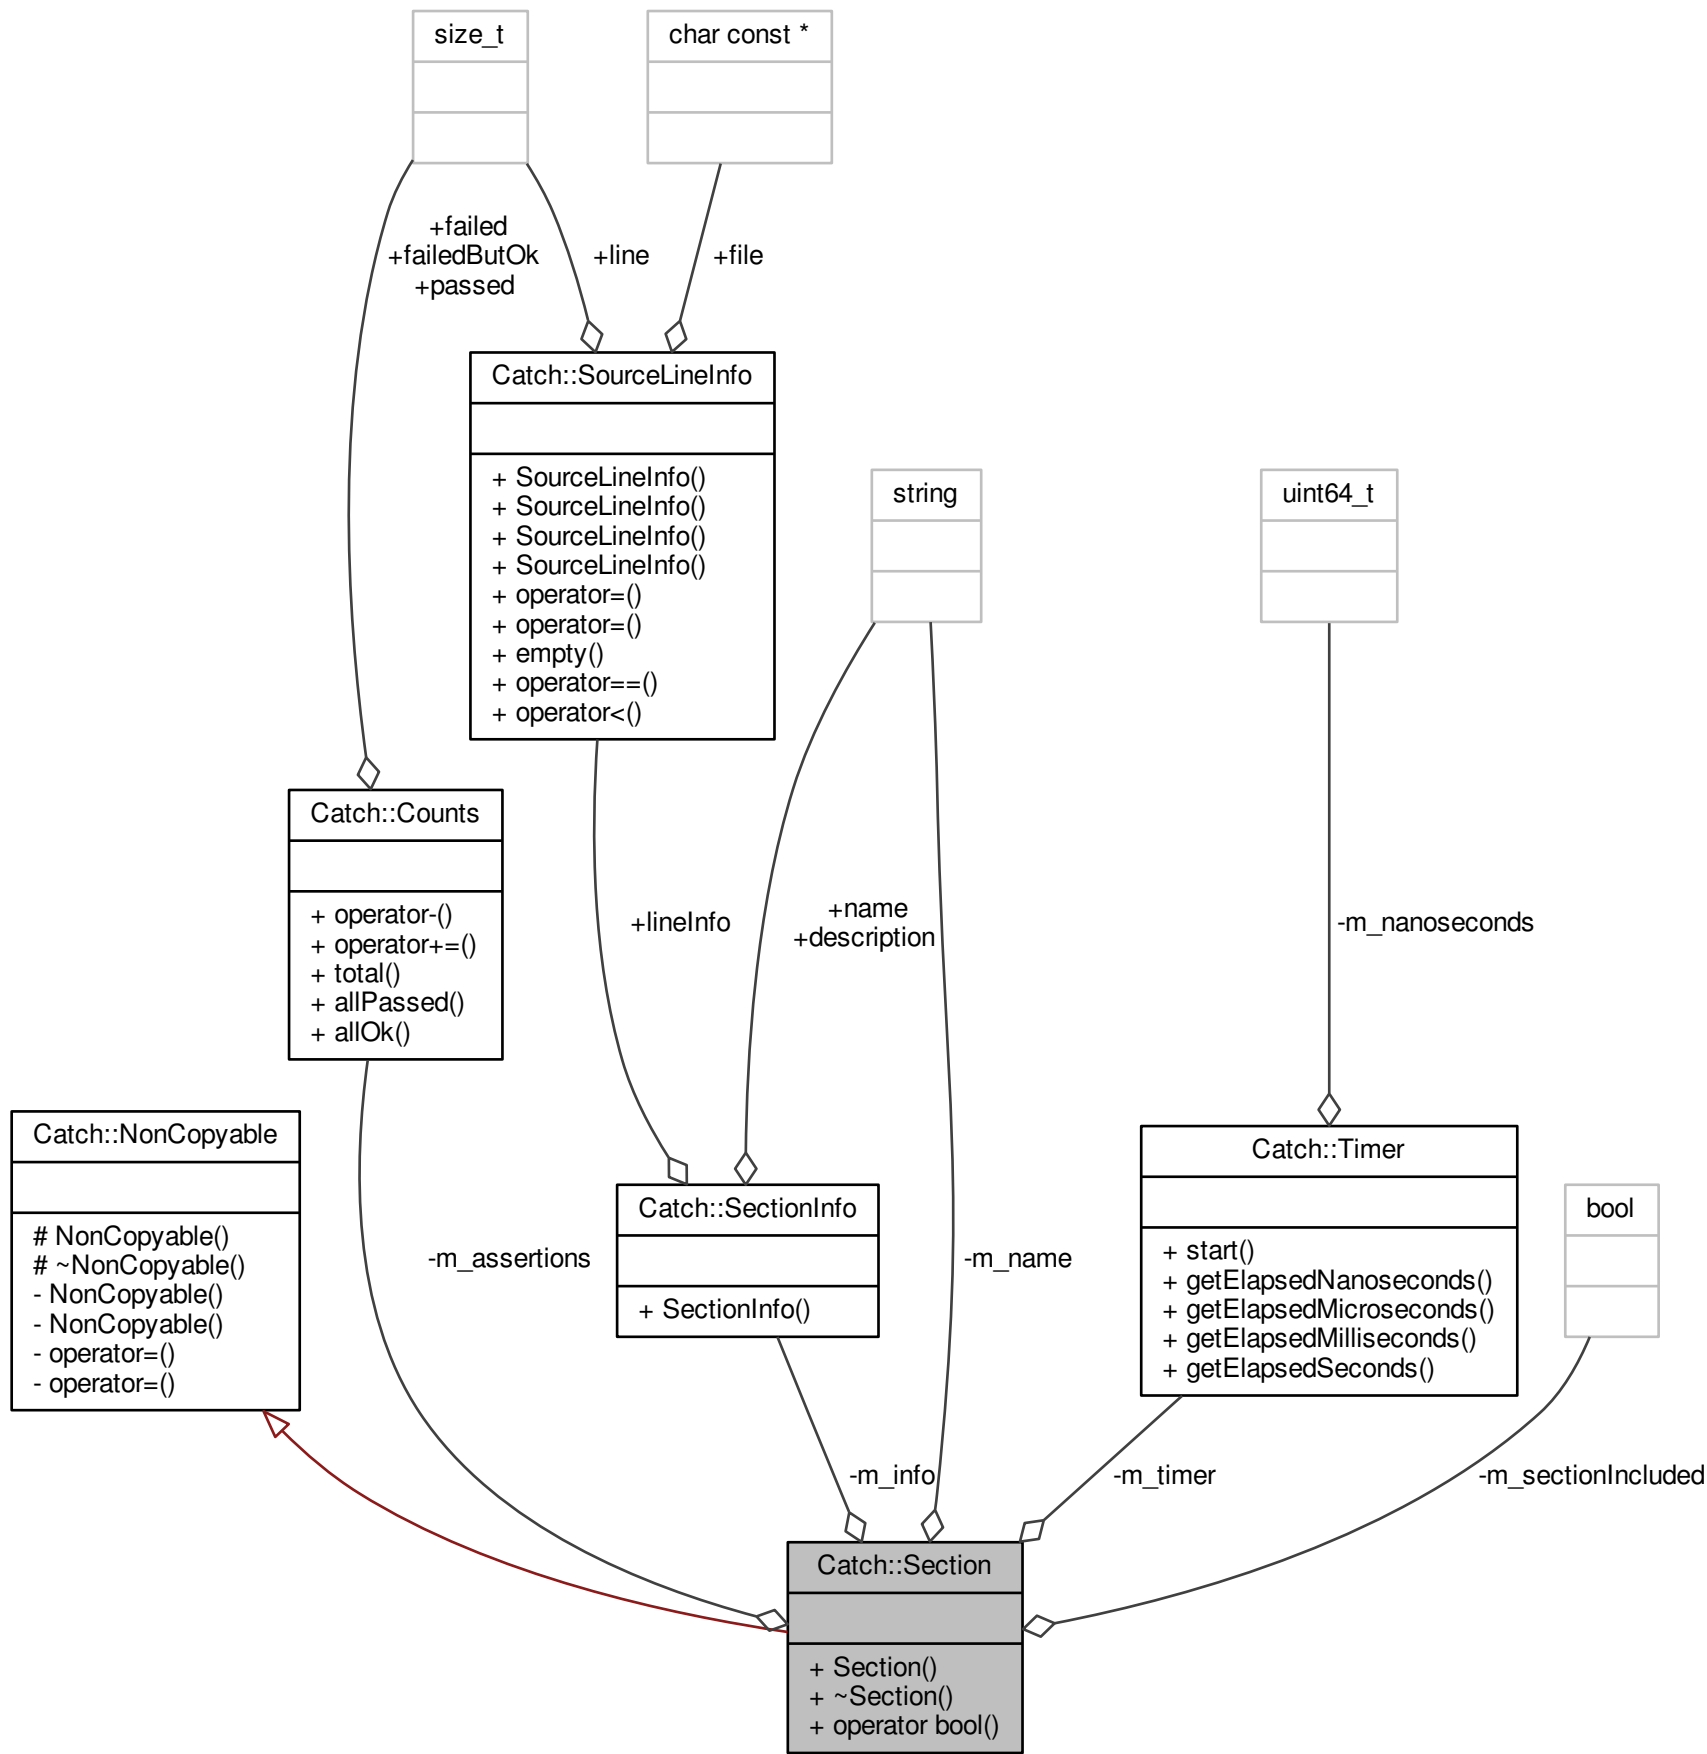 size_t
char const *
+failed
+failedButOk
+passed
+line
+file
Catch::SourceLineInfo
+ SourceLineInfo()
+ SourceLineInfo()
+ SourceLineInfo()
+ SourceLineInfo()
+ operator=()
+ operator=()
+ empty()
+ operator==()
+ operator<()
string
uint64_t
Catch::Counts
+ operator-()
+ operator+=()
+ total()
+ allPassed()
+ allOk()
+lineInfo
+name
+description
-m_nanoseconds
Catch::NonCopyable
# NonCopyable()
# ~NonCopyable()
- NonCopyable()
- NonCopyable()
- operator=()
- operator=()
-m_assertions
Catch::SectionInfo
+ SectionInfo()
-m_name
Catch::Timer
+ start()
+ getElapsedNanoseconds()
+ getElapsedMicroseconds()
+ getElapsedMilliseconds()
+ getElapsedSeconds()
bool
-m_info
-m_timer
-m_sectionIncluded
Catch::Section
+ Section()
+ ~Section()
+ operator bool()